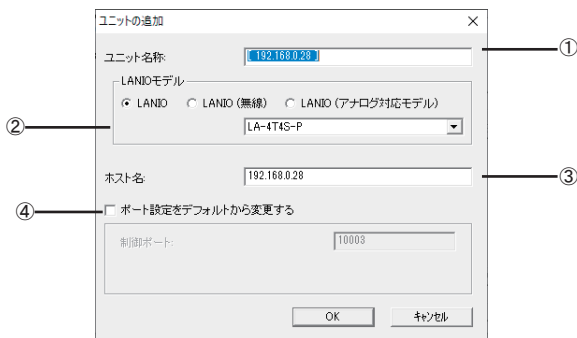 ユニットの追加
①
ユニット名称:
[ 192.168.0.28 ]
LANIOモデル
LANIO
LANIO (無線)
LANIO (アナログ対応モデル)
②
LA-4T4S-P
ホスト名:
192.168.0.28
③
④
ポート設定をデフォルトから変更する
制御ポート:
10003
OK
キャンセル